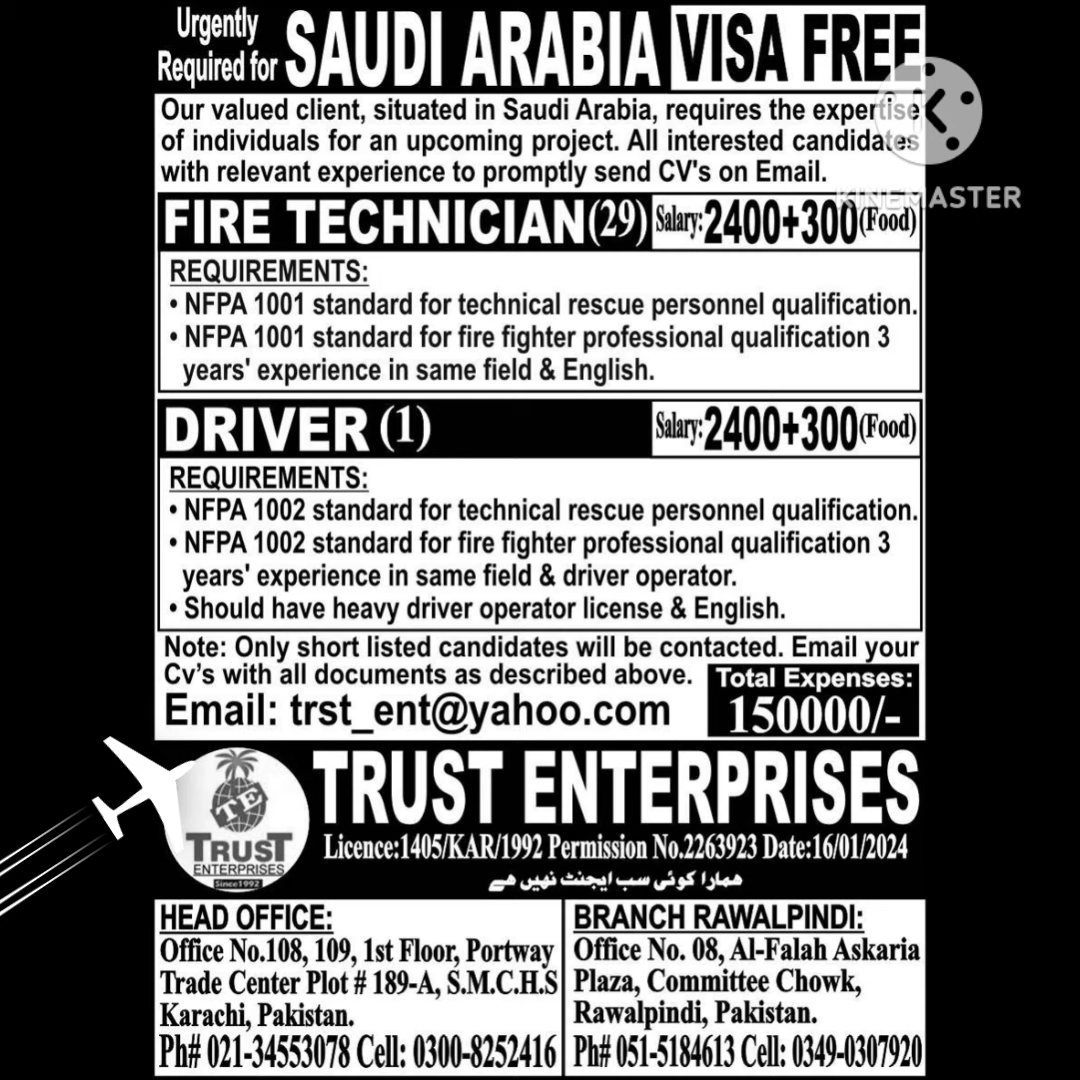 Urgently
Required for SAUDI ARABIA VISA FREE
Our valued client, situated in Saudi Arabia, requires the expertise
of individuals for an upcoming project. All interested candidates
with relevant experience to promptly send CV's on Email.
KINEMASTER
FIRE TECHNICIAN(29) Salary:2400+300(Food)
REQUIREMENTS:
• NFPA 1001 standard for technical rescue personnel qualification.
• NFPA 1001 standard for fire fighter professional qualification 3
years' experience in same field & English.
DRIVER (1) Salary:2400+300(Food)
REQUIREMENTS:
• NFPA 1002 standard for technical rescue personnel qualification.
• NFPA 1002 standard for fire fighter professional qualification 3
years' experience in same field & driver operator.
• Should have heavy driver operator license & English.
Note: Only short listed candidates will be contacted. Email your
Cv's with all documents as described above.
Total Expenses:
150000/-
Email: trst_ent@yahoo.com
TE
TRUST
ENTERPRISES
Since1992
TRUST ENTERPRISES
Licence:1405/KAR/1992 Permission No.2263923 Date:16/01/2024
همارا کوئی سب ایجنٹ نهیں هے
HEAD OFFICE:
Office No.108, 109, 1st Floor, Portway
Trade Center Plot # 189-A, S.M.C.H.S
Karachi, Pakistan.
Ph# 021-34553078 Cell: 0300-8252416
BRANCH RAWALPINDI:
Office No. 08, Al-Falah Askaria
Plaza, Committee Chowk,
Rawalpindi, Pakistan.
Ph# 051-5184613 Cell: 0349-0307920